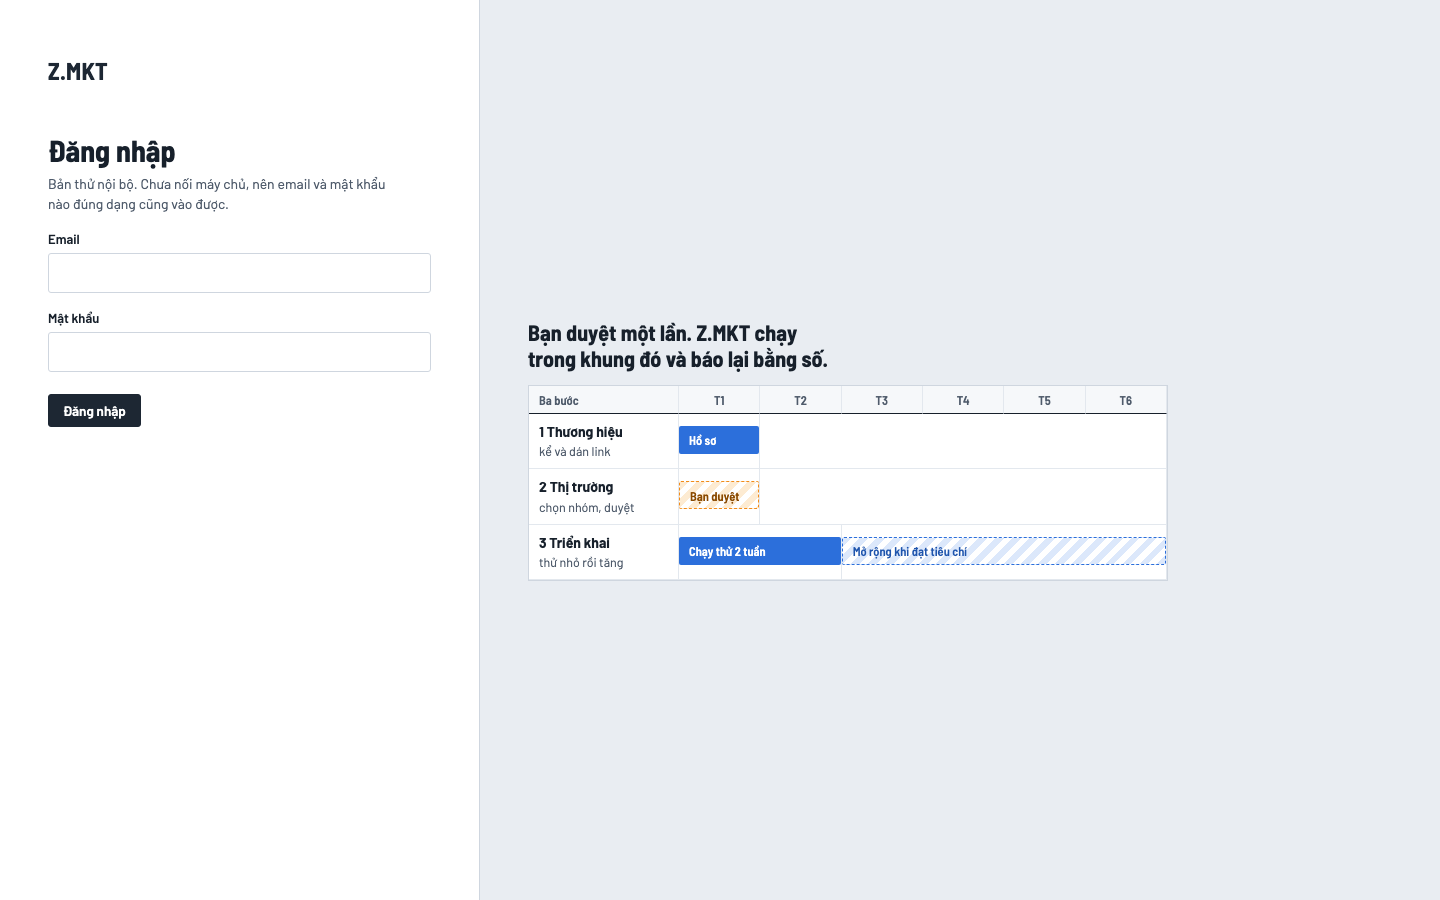 Z.MKT
Đăng nhập
Bản thử nội bộ. Chưa nối máy chủ, nên email và mật khẩu
nào đúng dạng cũng vào được.
Email
Mật khẩu
Đăng nhập
Bạn duyệt một lần. Z.MKT chạy
trong khung đó và báo lại bằng số.
Ba bước T1 T2 T3 T4 T5 T6
1 Thương hiệu
kể và dán link
Hồ sơ
2 Thị trường
chọn nhóm, duyệt
Bạn duyệt
3 Triển khai
thử nhỏ rồi tăng
Chạy thử 2 tuần
Mở rộng khi đạt tiêu chí